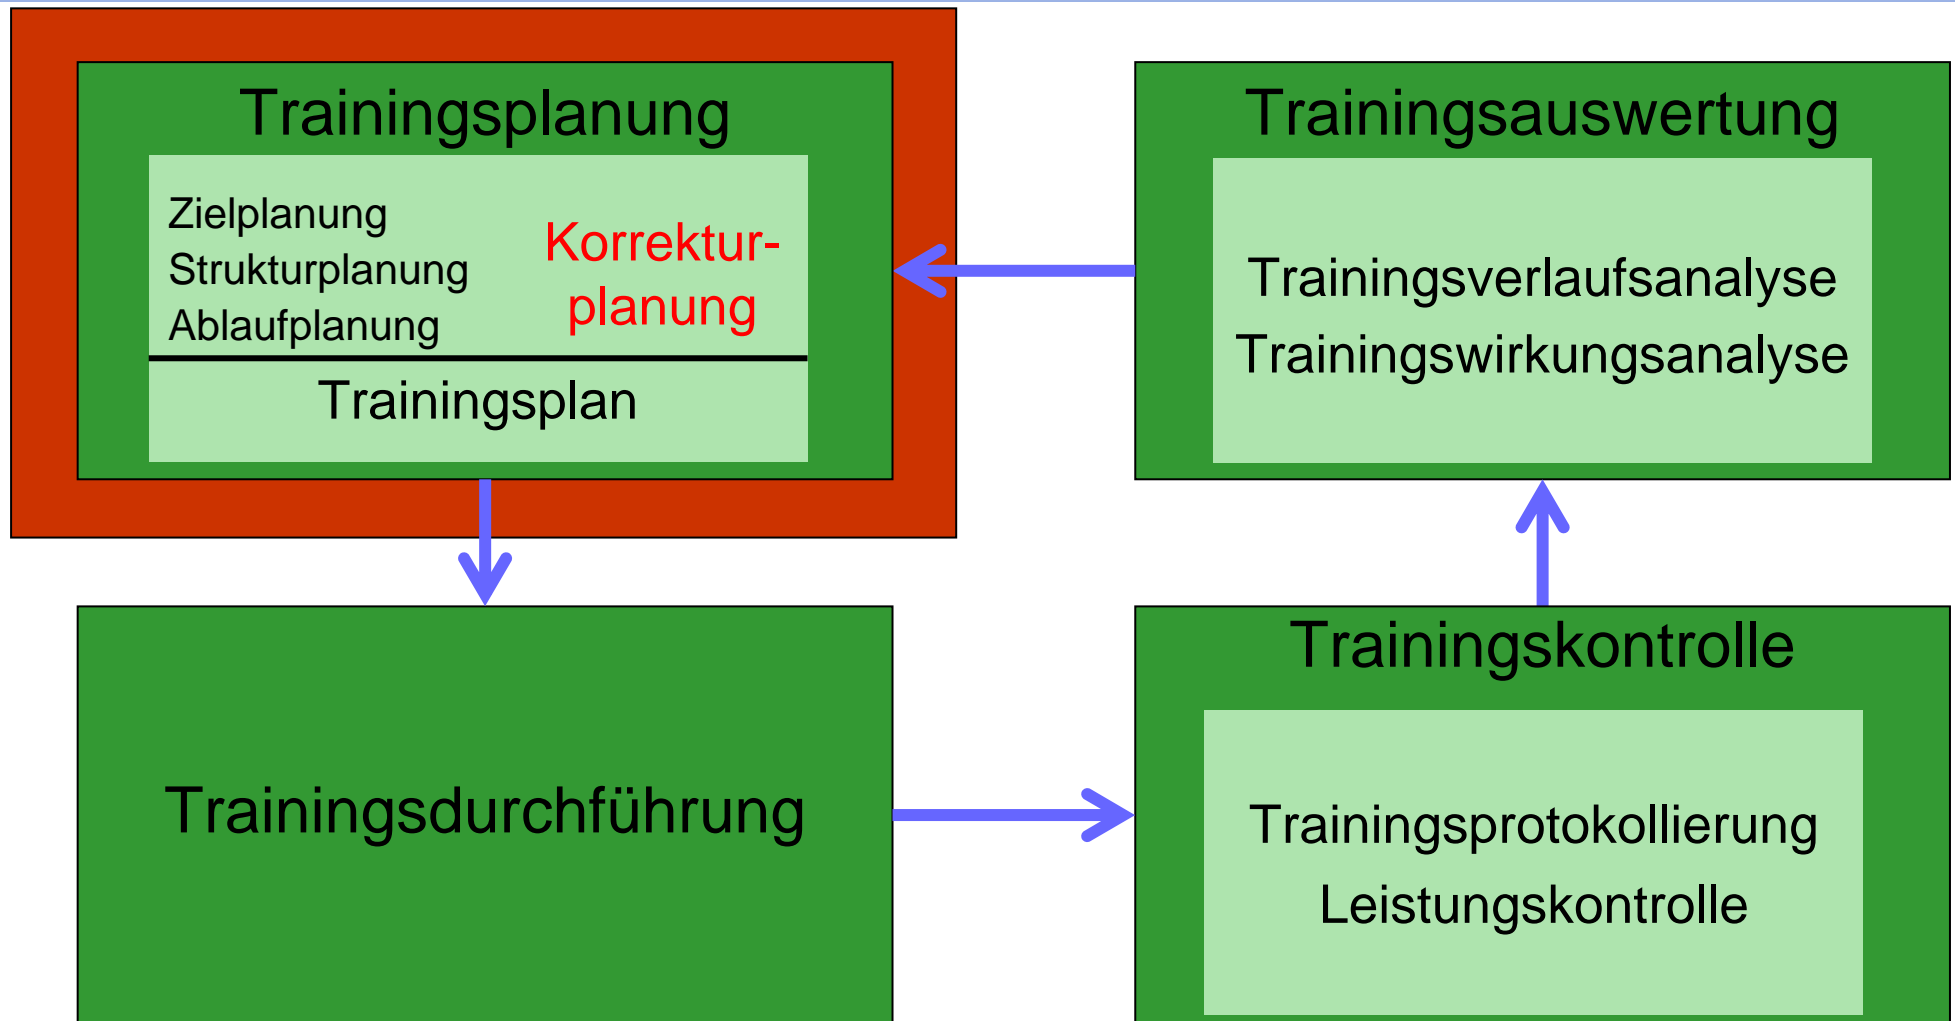 Trainingsplanung
Zielplanung
Strukturplanung
Ablaufplanung
Korrektur-
planung
Trainingsplan
Trainingsauswertung
Trainingsverlaufsanalyse
Trainingswirkungsanalyse
Trainingsdurchführung
Trainingskontrolle
Trainingsprotokollierung
Leistungskontrolle